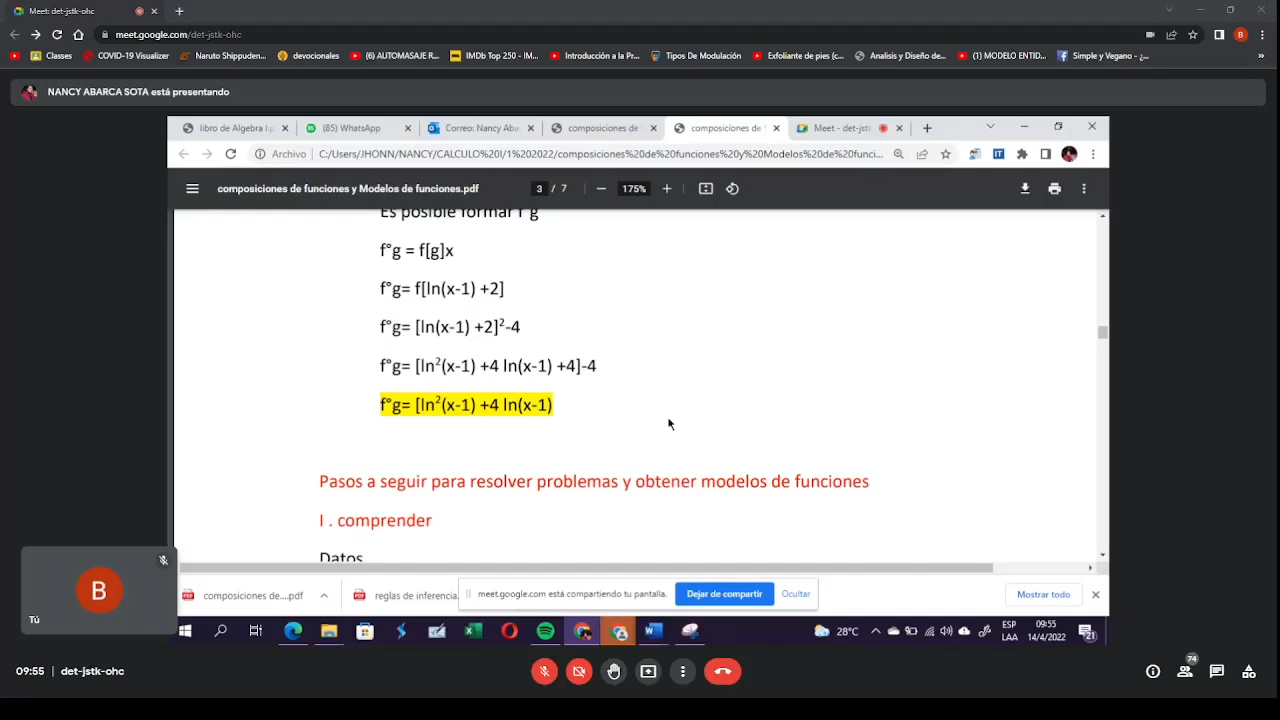 Meet: det-jstk-ohc
meet.google.com/det-jstk-ohc
Classes COVID-19 Visualizer Naruto Shippuden... devocionales (6) AUTOMASAJE R... IMDb Top 250 - IM... Introducción a la Pr... Tipos De Modulación Exfoliante de pies (c... Analisis y Diseño de... (1) MODELO ENTID... Simple y Vegano - ¿... »
NANCY ABARCA SOTA está presentando
libro de Algebra I.p (85) WhatsApp Correo: Nancy Aba composiciones de composiciones de Meet - det-jst
Archivo C:/Users/JHONN/NANCY/CALCULO%20I/1%202022/composiciones%20de%20funciones%20y%20Modelos%20de%20funci... IT
composiciones de funciones y Modelos de funciones.pdf 3 / 7 − 175% +
Es posible formar f°g
f°g = f[g]x
f°g= f[ln(x-1) +2]
f°g= [ln(x-1) +2]²-4
f°g= [ln²(x-1) +4 ln(x-1) +4]-4
f°g= [ln²(x-1) +4 ln(x-1)
Pasos a seguir para resolver problemas y obtener modelos de funciones
I . comprender
Datos
B
Tú
composiciones de....pdf reglas de inferencia. meet.google.com está compartiendo tu pantalla. Dejar de compartir Ocultar Mostrar todo
28°C ESP LAA 09:55 14/4/2022 21
09:55 | det-jstk-ohc 74